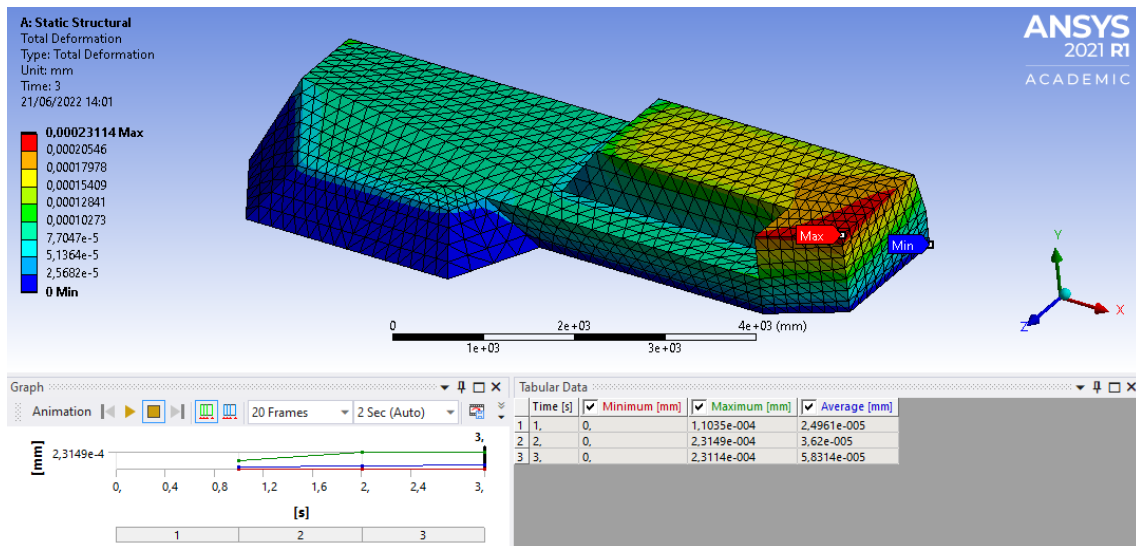 A: Static Structural
Total Deformation
Type: Total Deformation
Unit: mm
Time: 3
21/06/2022 14:01
ANSYS
2021 R1
ACADEMIC
0,00023114 Max
0,00020546
0,00017978
0,00015409
0,00012841
0,00010273
7,7047e-5
5,1364e-5
2,5682e-5
0 Min
Max
Min
Y
X
Z
0 2e+03 4e+03 (mm)
1e+03 3e+03
Graph
Animation 20 Frames 2 Sec (Auto)
3,
[mm]
2,3149e-4
0, 0,4 0,8 1,2 1,6 2, 2,4 3,
[s]
1 2 3
Tabular Data
Time [s] Minimum [mm] Maximum [mm] Average [mm]
1 1, 0, 1,1035e-004 2,4961e-005
2 2, 0, 2,3149e-004 3,62e-005
3 3, 0, 2,3114e-004 5,8314e-005